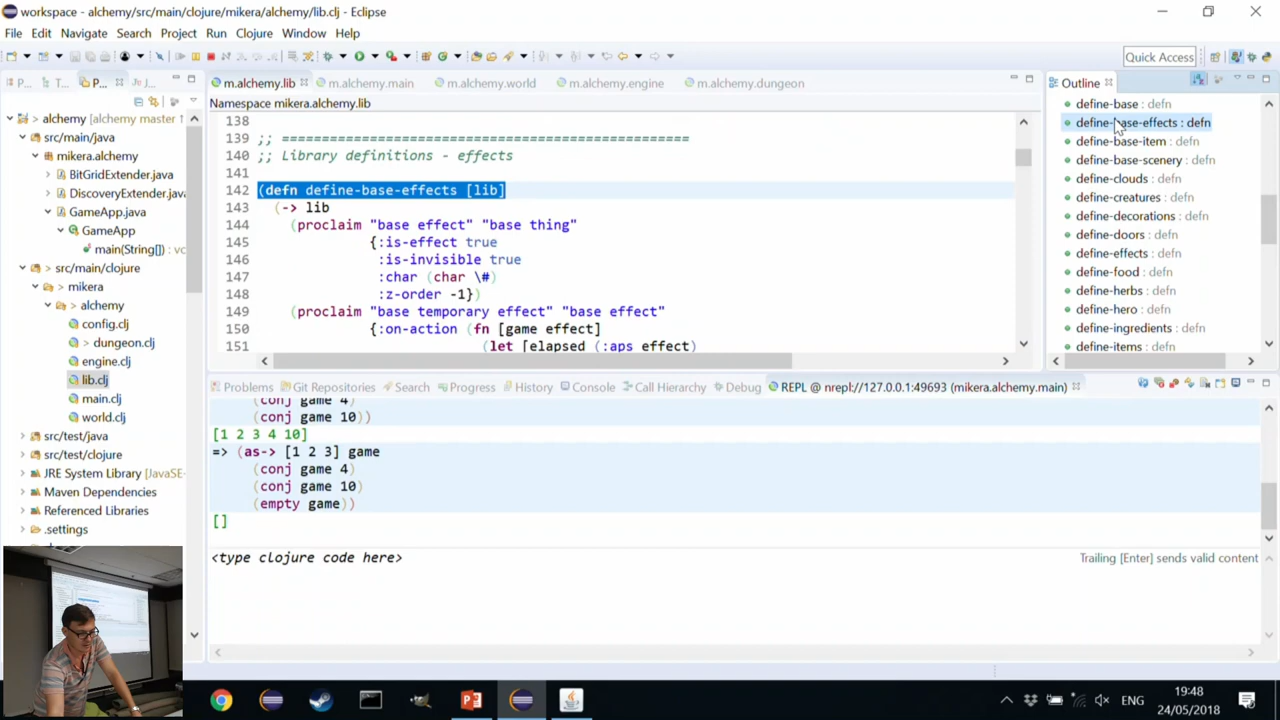 workspace - alchemy/src/main/clojure/mikera/alchemy/lib.clj - Eclipse
File Edit Navigate Search Project Run Clojure Window Help
Quick Access
P... T... P... J...
alchemy [alchemy master
src/main/java
mikera.alchemy
BitGridExtender.java
DiscoveryExtender.java
GameApp.java
GameApp
main(String[]) : vc
src/main/clojure
mikera
alchemy
config.clj
dungeon.clj
engine.clj
lib.clj
main.clj
world.clj
src/test/java
src/test/clojure
JRE System Library [JavaSE-
Maven Dependencies
Referenced Libraries
.settings
m.alchemy.lib m.alchemy.main m.alchemy.world m.alchemy.engine m.alchemy.dungeon
Namespace mikera.alchemy.lib
138
139 ;; ===================================================
140 ;; Library definitions - effects
141
142 (defn define-base-effects [lib]
143 (-> lib
144 (proclaim "base effect" "base thing"
145 {:is-effect true
146 :is-invisible true
147 :char (char \#)
148 :z-order -1})
149 (proclaim "base temporary effect" "base effect"
150 {:on-action (fn [game effect]
151 (let [elapsed (:aps effect)
Outline
define-base : defn
define-base-effects : defn
define-base-item : defn
define-base-scenery : defn
define-clouds : defn
define-creatures : defn
define-decorations : defn
define-doors : defn
define-effects : defn
define-food : defn
define-herbs : defn
define-hero : defn
define-ingredients : defn
define-items : defn
Problems Git Repositories Search Progress History Console Call Hierarchy Debug REPL @ nrepl://127.0.0.1:49693 (mikera.alchemy.main)
(conj game 4)
(conj game 10))
[1 2 3 4 10]
=> (as-> [1 2 3] game
(conj game 4)
(conj game 10)
(empty game))
[]
<type clojure code here>
Trailing [Enter] sends valid content
ENG
19:48
24/05/2018